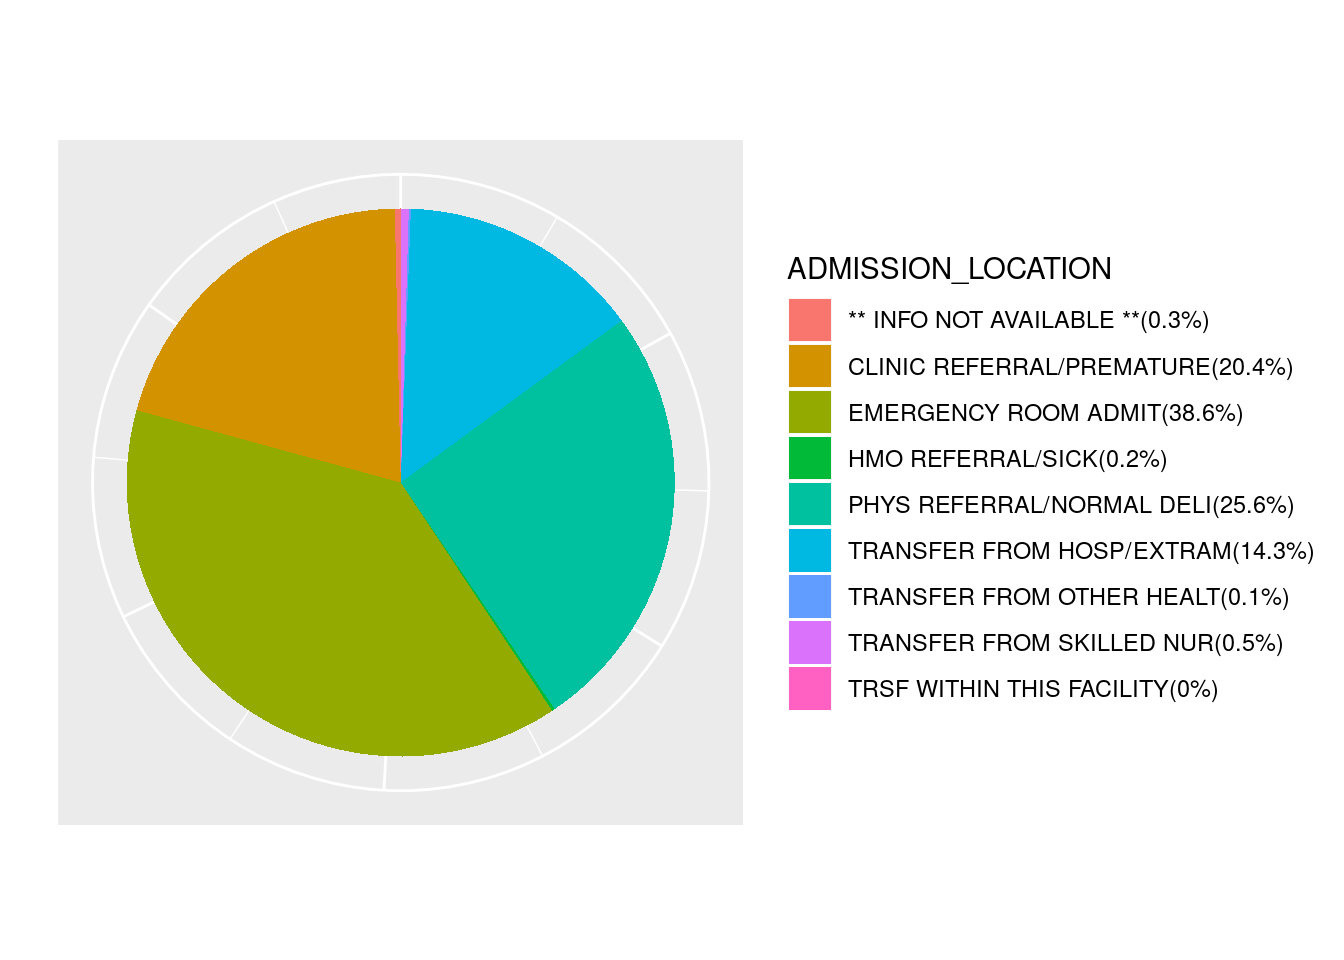 ADMISSION_LOCATION
** INFO NOT AVAILABLE **(0.3%)
CLINIC REFERRAL/PREMATURE(20.4%)
EMERGENCY ROOM ADMIT(38.6%)
HMO REFERRAL/SICK(0.2%)
PHYS REFERRAL/NORMAL DELI(25.6%)
TRANSFER FROM HOSP/EXTRAM(14.3%)
TRANSFER FROM OTHER HEALT(0.1%)
TRANSFER FROM SKILLED NUR(0.5%)
TRSF WITHIN THIS FACILITY(0%)